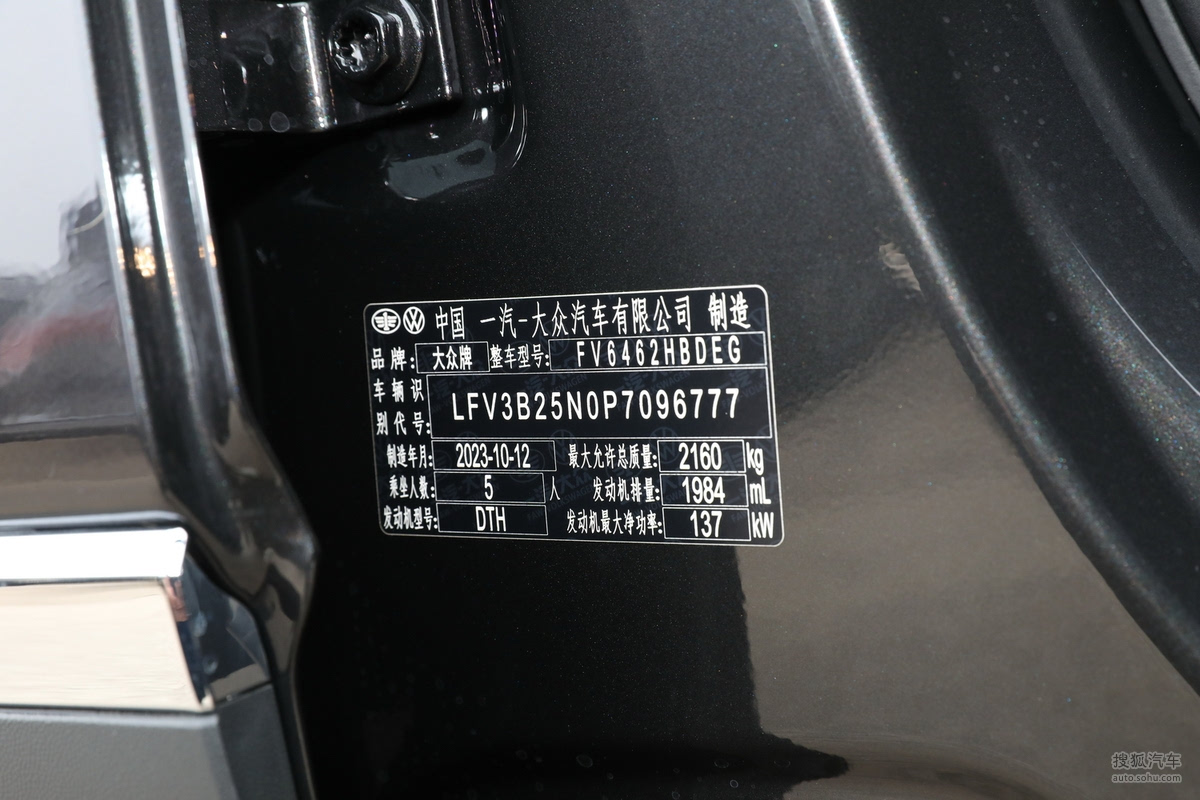 中国 一汽-大众汽车有限公司 制造
品牌: 大众牌 整车型号: FV6462HBDEG
车辆识别代号: LFV3B25N0P7096777
制造年月: 2023-10-12 最大允许总质量: 2160 kg
乘坐人数: 5 人 发动机排量: 1984 mL
发动机型号: DTH 发动机最大净功率: 137 kW
搜狐汽车
auto.sohu.com